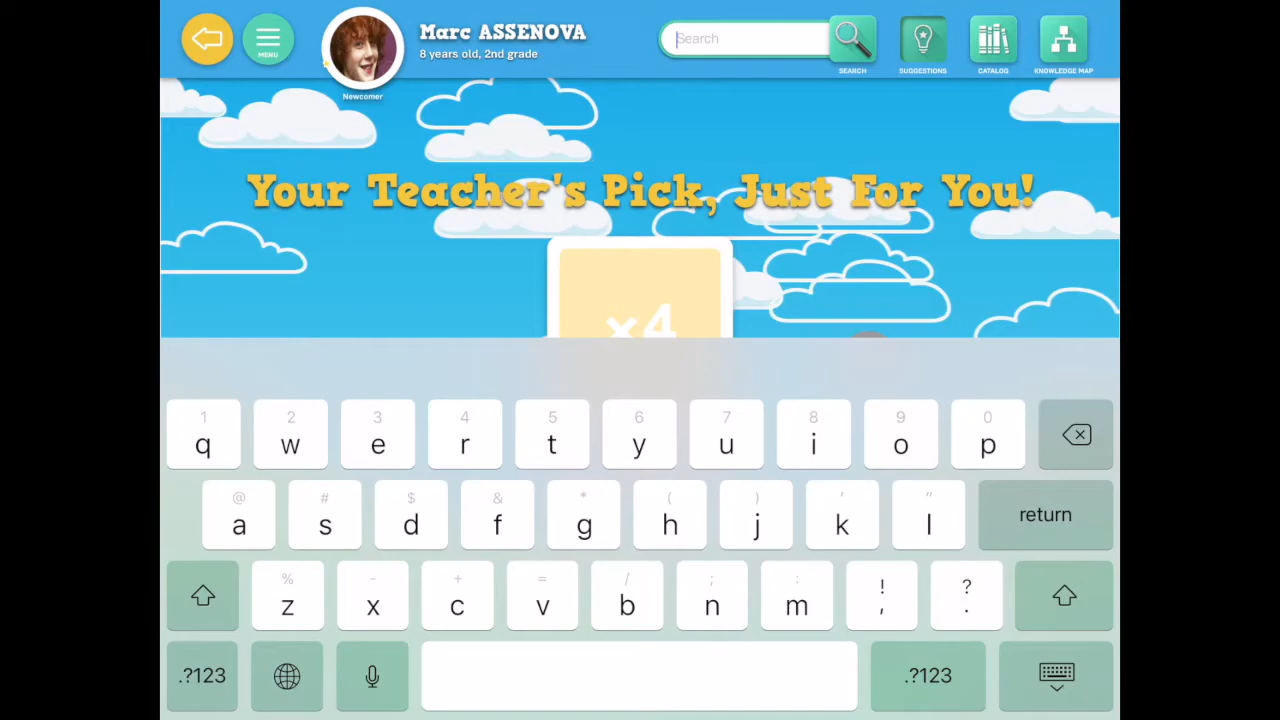 Marc ASSENOVA
8 years old, 2nd grade
MENU
Newcomer
Search
SEARCH
SUGGESTIONS
CATALOG
KNOWLEDGE MAP
Your Teacher's Pick, Just For You!
×4
1 2 3 4 5 6 7 8 9 0
q w e r t y u i o p
@ # $ & * ( ) ' "
a s d f g h j k l return
% - + = / ; : ! ?
z x c v b n m , .
.?123 .?123